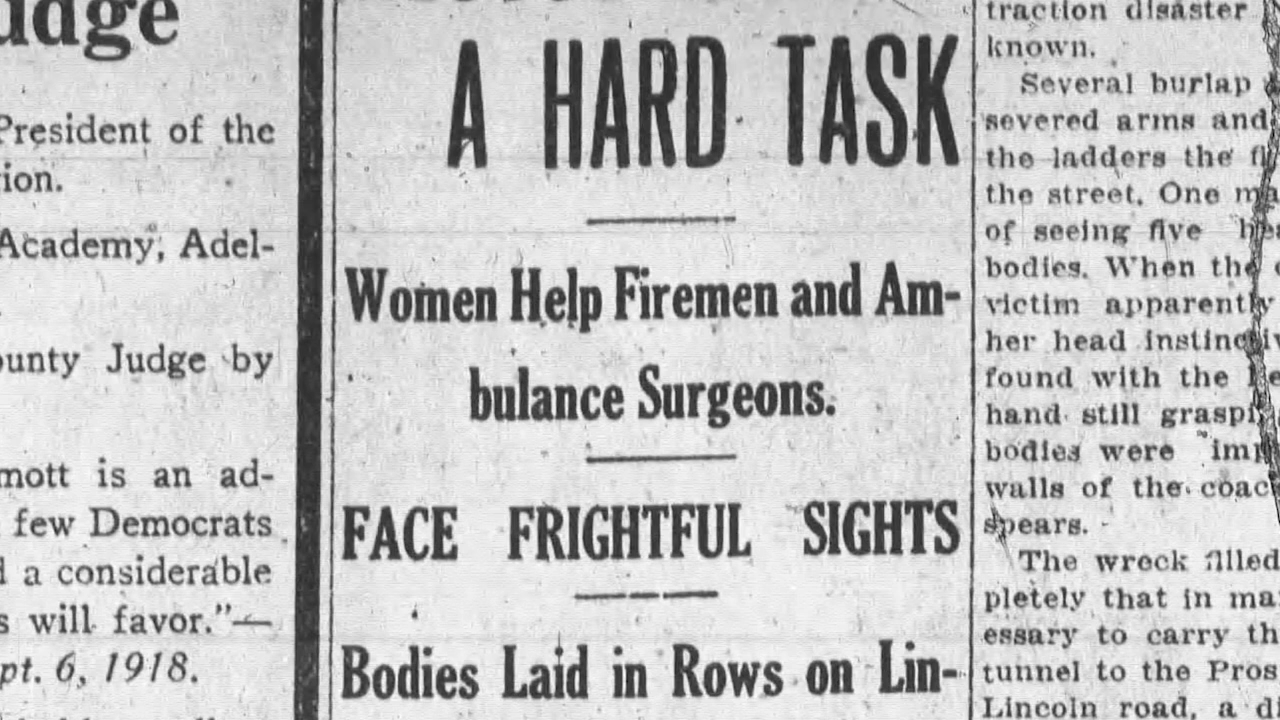 udge
President of the
ion.
Academy, Adel-
ounty Judge by
mott is an ad-
few Democrats
d a considerable
s will favor."—
pt. 6, 1918.
A HARD TASK
Women Help Firemen and Am-
bulance Surgeons.
FACE FRIGHTFUL SIGHTS
Bodies Laid in Rows on Lin-
traction disaster
known.
Several burlap
severed arms and
the ladders the
the street. One
of seeing five
bodies. When the
victim apparently
her head
found with the
hand still
bodies were
walls of the coac
spears.
The wreck filled
pletely that in ma
essary to carry th
tunnel to the Pros
Lincoln road, a di